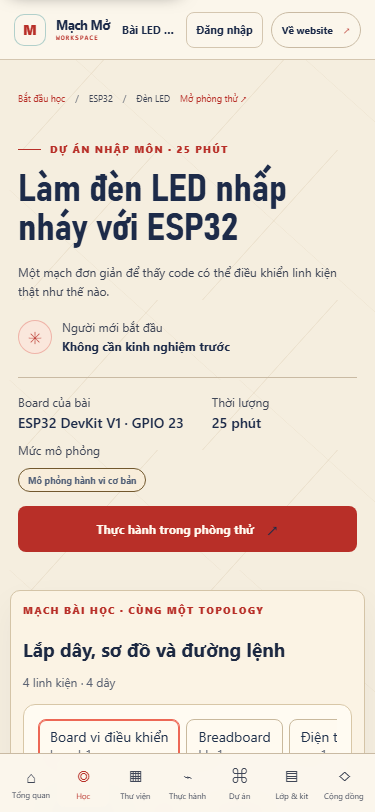 M
Mạch Mở
WORKSPACE
Bài LED ...
Đăng nhập
Về website ↗
Bắt đầu học / ESP32 / Đèn LED Mở phòng thử ↗
DỰ ÁN NHẬP MÔN · 25 PHÚT
Làm đèn LED nhấp
nháy với ESP32
Một mạch đơn giản để thấy code có thể điều khiển linh kiện
thật như thế nào.
Người mới bắt đầu
Không cần kinh nghiệm trước
Board của bài
ESP32 DevKit V1 · GPIO 23
Thời lượng
25 phút
Mức mô phỏng
Mô phỏng hành vi cơ bản
Thực hành trong phòng thử ↗
MẠCH BÀI HỌC · CÙNG MỘT TOPOLOGY
Lắp dây, sơ đồ và đường lệnh
4 linh kiện · 4 dây
Board vi điều khiển
Breadboard
Điện t
Tổng quan
Học
Thư viện
Thực hành
Dự án
Lớp & kit
Cộng đồng